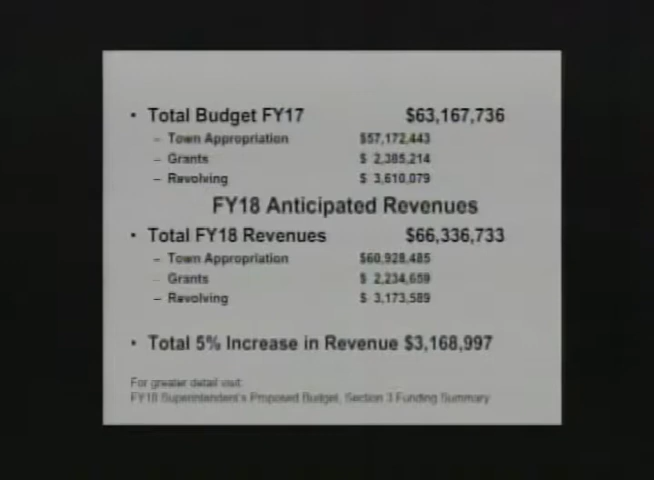 • Total Budget FY17 $63,167,736
– Town Appropriation $57,172,443
– Grants $ 2,385,214
– Revolving $ 3,610,079
FY18 Anticipated Revenues
• Total FY18 Revenues $66,336,733
– Town Appropriation $60,928,485
– Grants $ 2,234,659
– Revolving $ 3,173,589
• Total 5% Increase in Revenue $3,168,997
For greater detail visit:
FY18 Superintendent's Proposed Budget, Section 3 Funding Summary